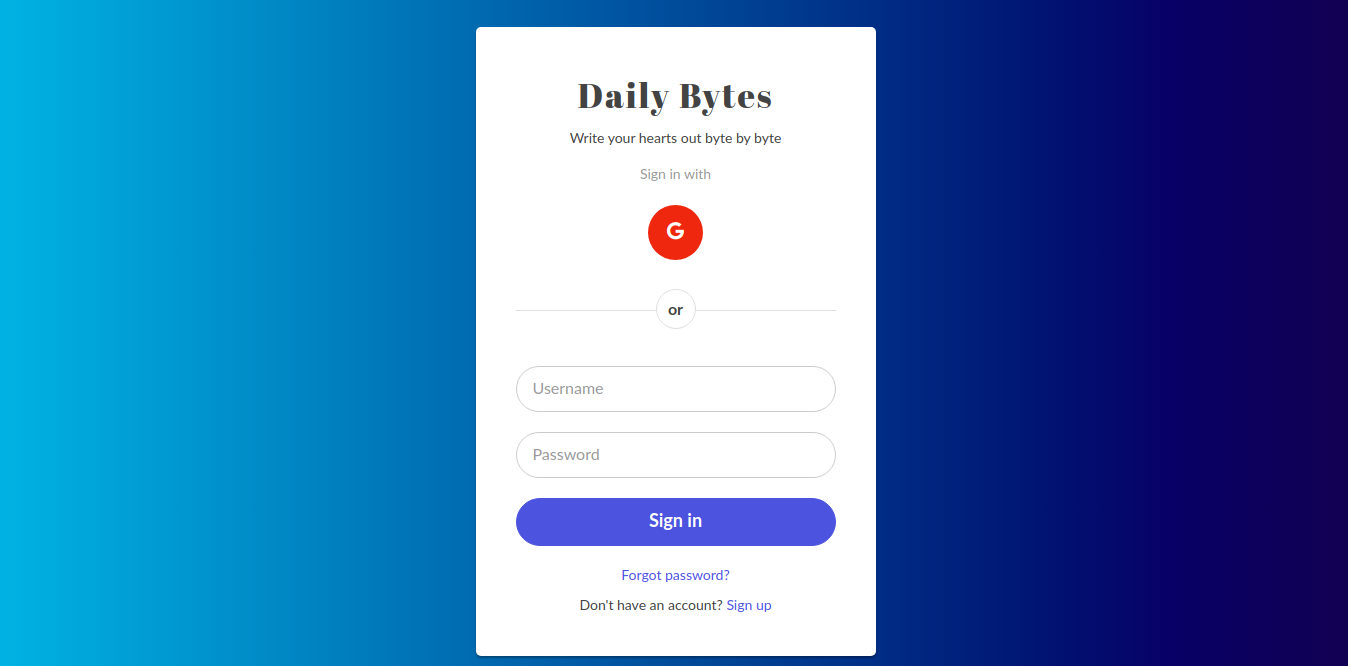 Daily Bytes
Write your hearts out byte by byte
Sign in with
G
or
Username
Password
Sign in
Forgot password?
Don't have an account? Sign up